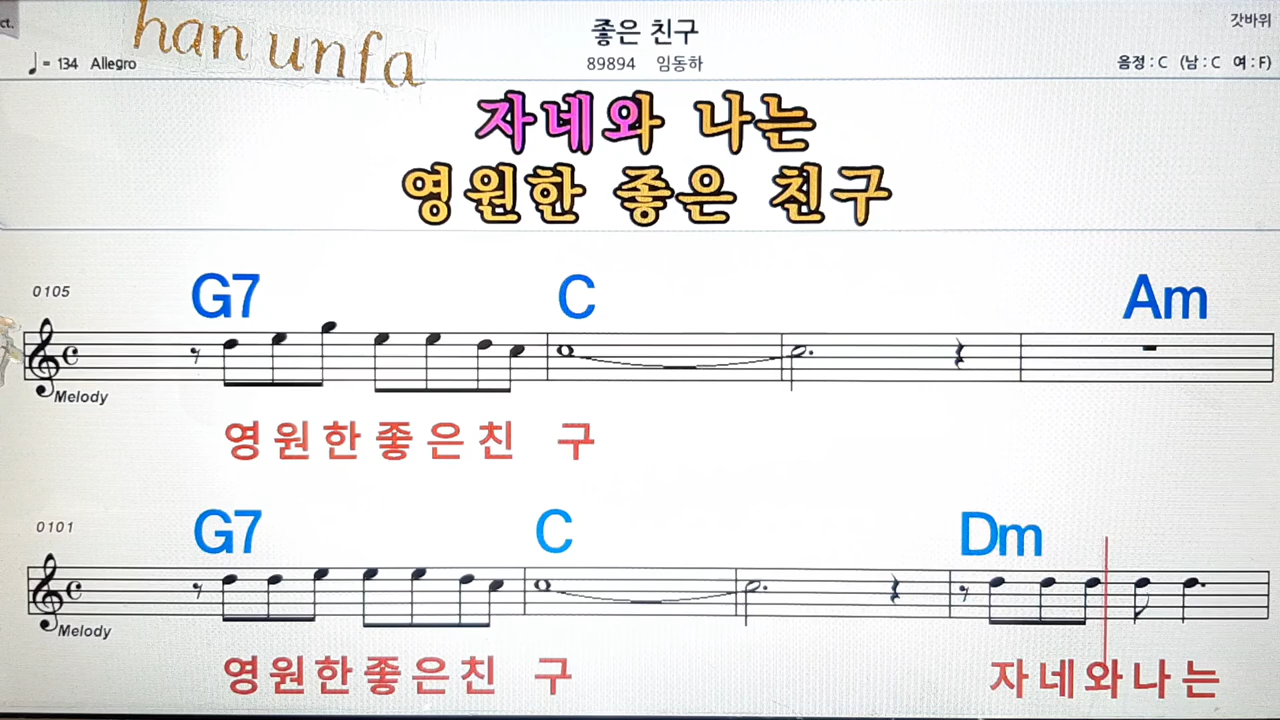 ct.
han unfa
좋은 친구
갓바위
♩= 134 Allegro
89894 임동하
음정 : C (남 : C 여 : F)
자네와 나는
영원한 좋은 친구
0105
G7 C Am
Melody
영원한좋은친 구
0101
G7 C Dm
Melody
영원한좋은친 구 자네와나는